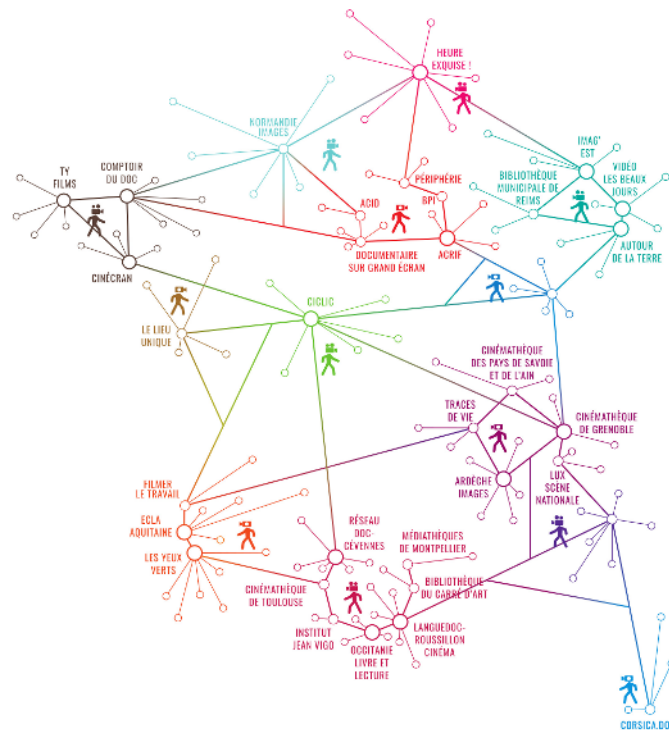 HEURE
EXQUISE !
NORMANDIE
IMAGES
TY
FILMS
COMPTOIR
DU DOC
IMAG'
EST
VIDÉO
LES BEAUX
JOURS
BIBLIOTHÈQUE
MUNICIPALE DE
REIMS
PÉRIPHÉRIE
BPI
ACID
ACRIF
DOCUMENTAIRE
SUR GRAND ÉCRAN
AUTOUR
DE LA TERRE
CINÉCRAN
CICLIC
LE LIEU
UNIQUE
CINÉMATHÈQUE
DES PAYS DE SAVOIE
ET DE L'AIN
TRACES
DE VIE
CINÉMATHÈQUE
DE GRENOBLE
ARDÈCHE
IMAGES
LUX
SCÈNE
NATIONALE
FILMER
LE TRAVAIL
ECLA
AQUITAINE
LES YEUX
VERTS
RÉSEAU
DOC-
CÉVENNES
MÉDIATHÈQUES
DE MONTPELLIER
CINÉMATHÈQUE
DE TOULOUSE
BIBLIOTHÈQUE
DU CARRÉ D'ART
INSTITUT
JEAN VIGO
LANGUEDOC-
ROUSSILLON
CINÉMA
OCCITANIE
LIVRE ET
LECTURE
CORSICA.DO